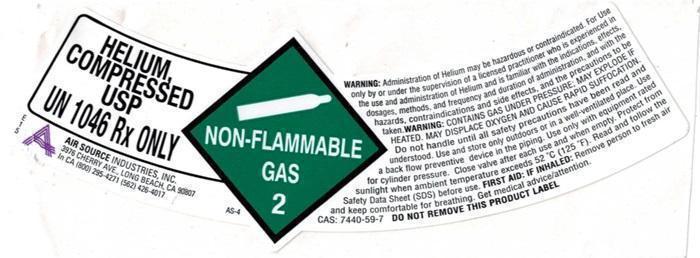 HELIUM,
COMPRESSED
USP
UN 1046 Rx ONLY
E
T
S
AIR SOURCE INDUSTRIES, INC.
3976 CHERRY AVE., LONG BEACH, CA 90807
In CA (800) 295-4271 (562) 426-4017
AS-4
NON-FLAMMABLE
GAS
2
WARNING: Administration of Helium may be hazardous or contraindicated. For Use
only by or under the supervision of a licensed practitioner who is experienced in
the use and administration of Helium and is familiar with the indications, effects,
dosages, methods, and frequency and duration of administration, and with the
hazards, contraindications and side effects, and the precautions to be
taken. WARNING: CONTAINS GAS UNDER PRESSURE; MAY EXPLODE IF
HEATED. MAY DISPLACE OXYGEN AND CAUSE RAPID SUFFOCATION.
Do not handle until all safety precautions have been read and
understood. Use and store only outdoors or in a well-ventilated place. Use
a back flow preventive device in the piping. Use only with equipment rated
for cylinder pressure. Close valve after each use and when empty. Protect from
sunlight when ambient temperature exceeds 52 °C (125 °F). Read and follow the
Safety Data Sheet (SDS) before use. FIRST AID: IF INHALED: Remove person to fresh air
and keep comfortable for breathing. Get medical advice/attention.
CAS: 7440-59-7 DO NOT REMOVE THIS PRODUCT LABEL